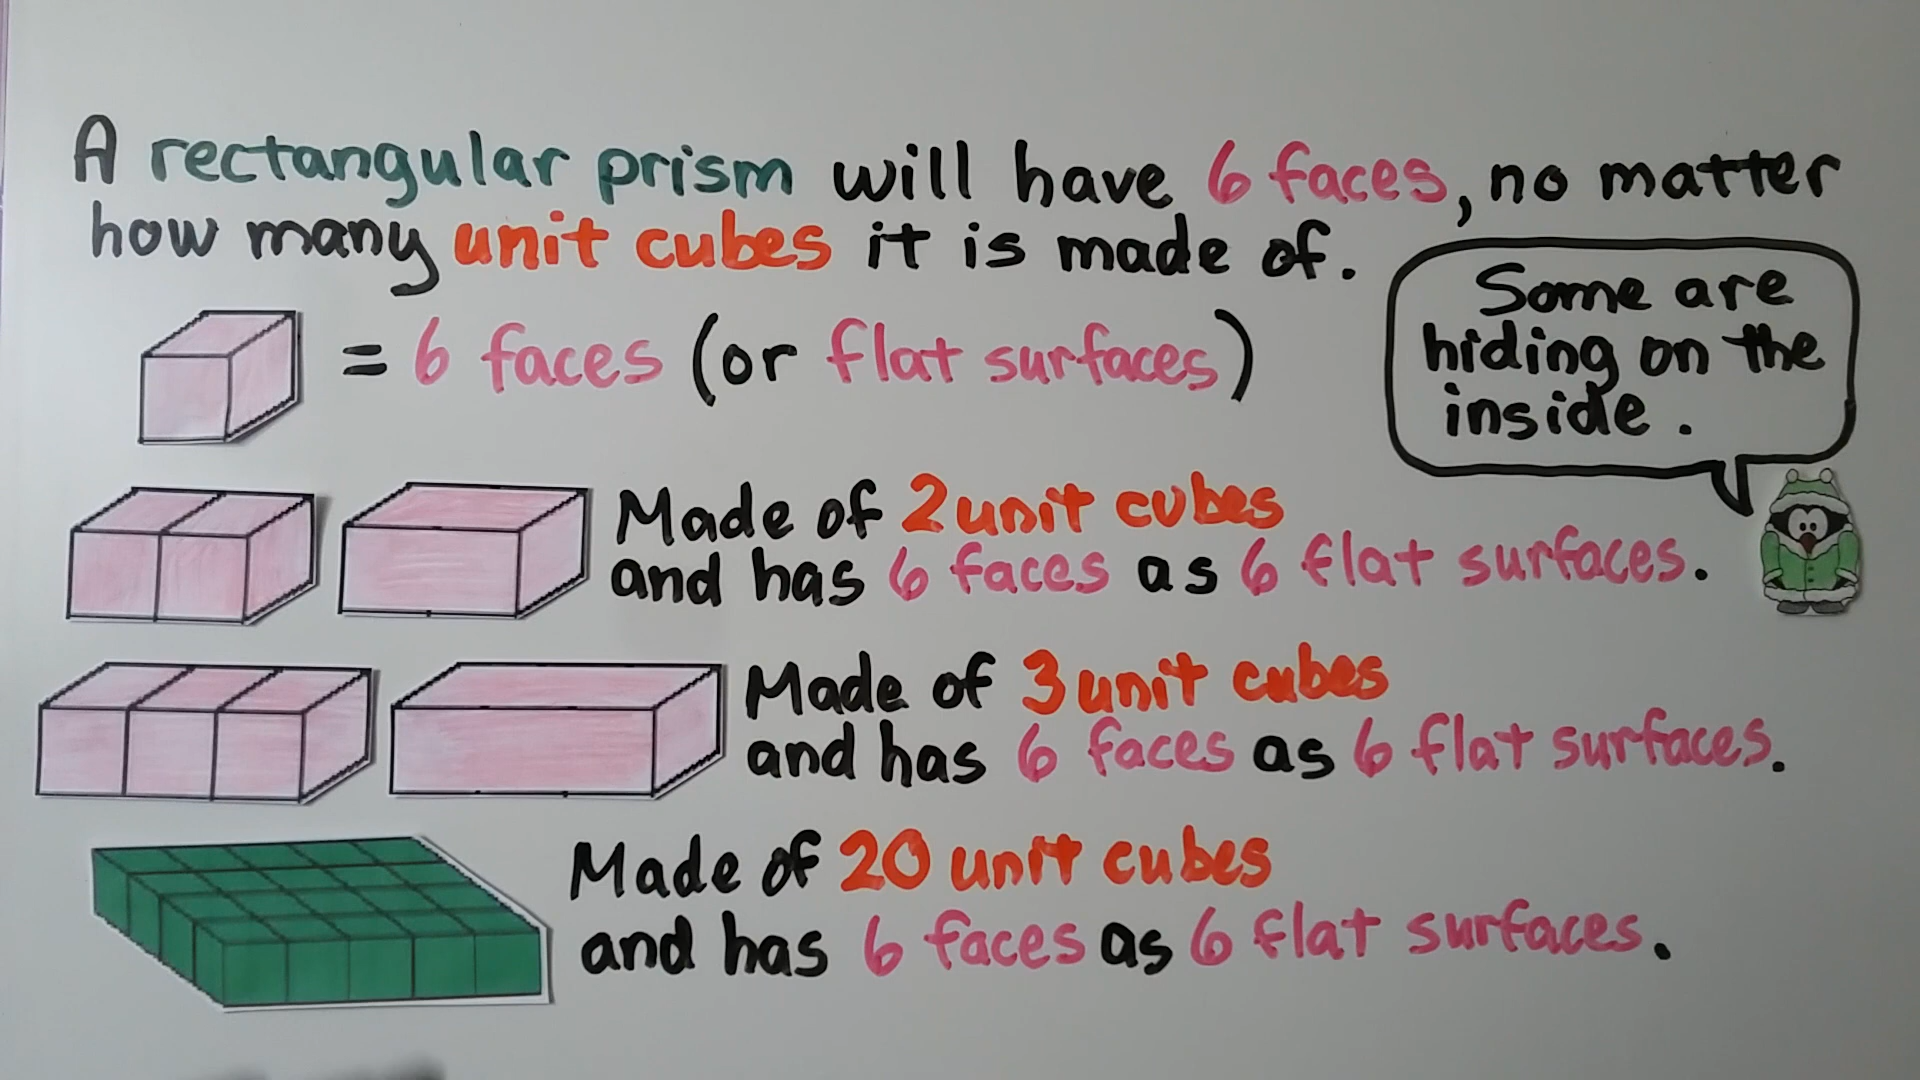 A rectangular prism will have 6 faces, no matter
how many unit cubes it is made of.
Some are
hiding on the
inside.
= 6 faces (or flat surfaces)
Made of 2 unit cubes
and has 6 faces as 6 flat surfaces.
Made of 3 unit cubes
and has 6 faces as 6 flat surfaces.
Made of 20 unit cubes
and has 6 faces as 6 flat surfaces.